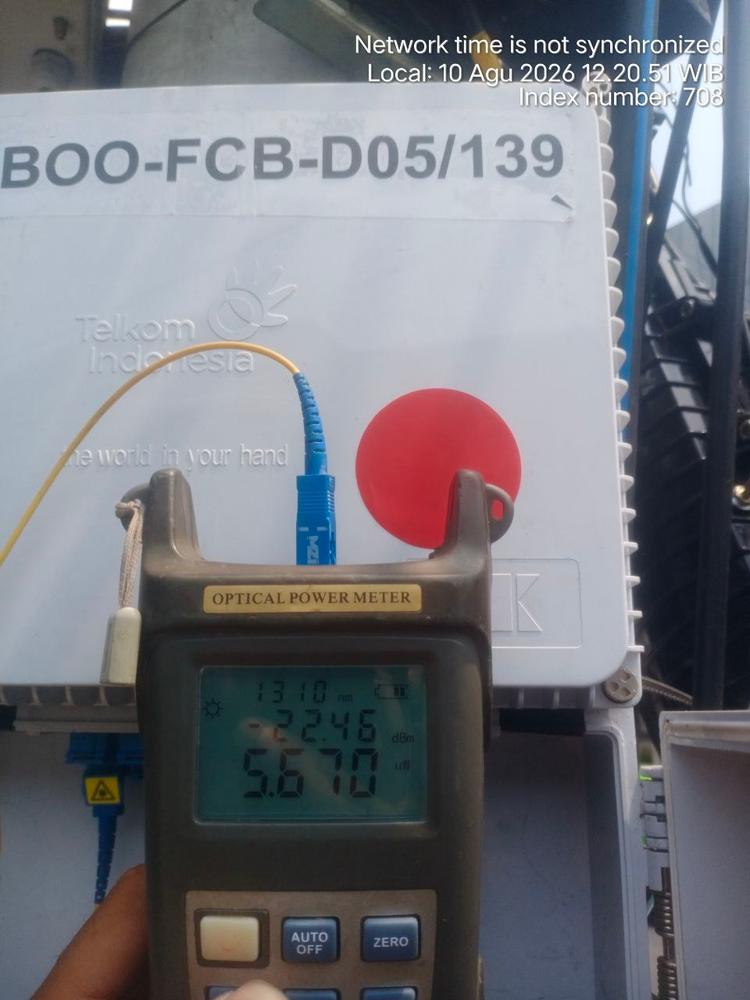 Network time is not synchronized
Local: 10 Agu 2026 12.20.51 WIB
Index number: 708
BOO-FCB-D05/139
Telkom
Indonesia
the world in your hand
OPTICAL POWER METER
1310 nm
-22.46 dBm
5.670 uW
AUTO
OFF
ZERO